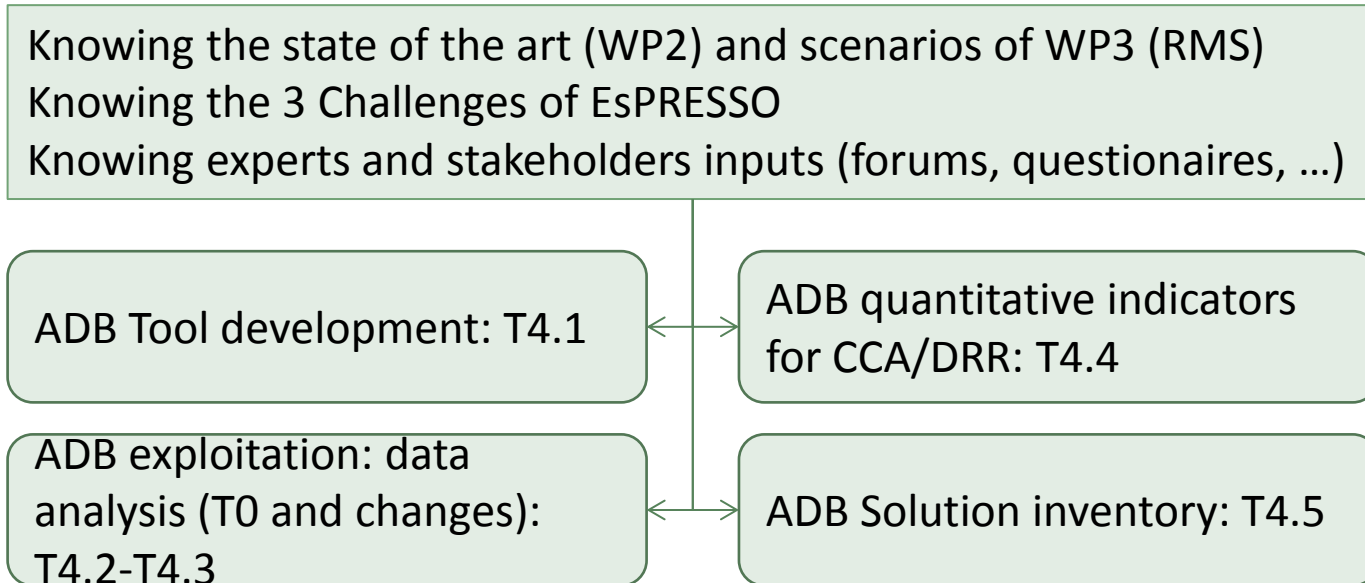 Knowing the state of the art (WP2) and scenarios of WP3 (RMS)
Knowing the 3 Challenges of EsPRESSO
Knowing experts and stakeholders inputs (forums, questionaires, …)
ADB Tool development: T4.1
ADB quantitative indicators
for CCA/DRR: T4.4
ADB exploitation: data
analysis (T0 and changes):
T4.2-T4.3
ADB Solution inventory: T4.5